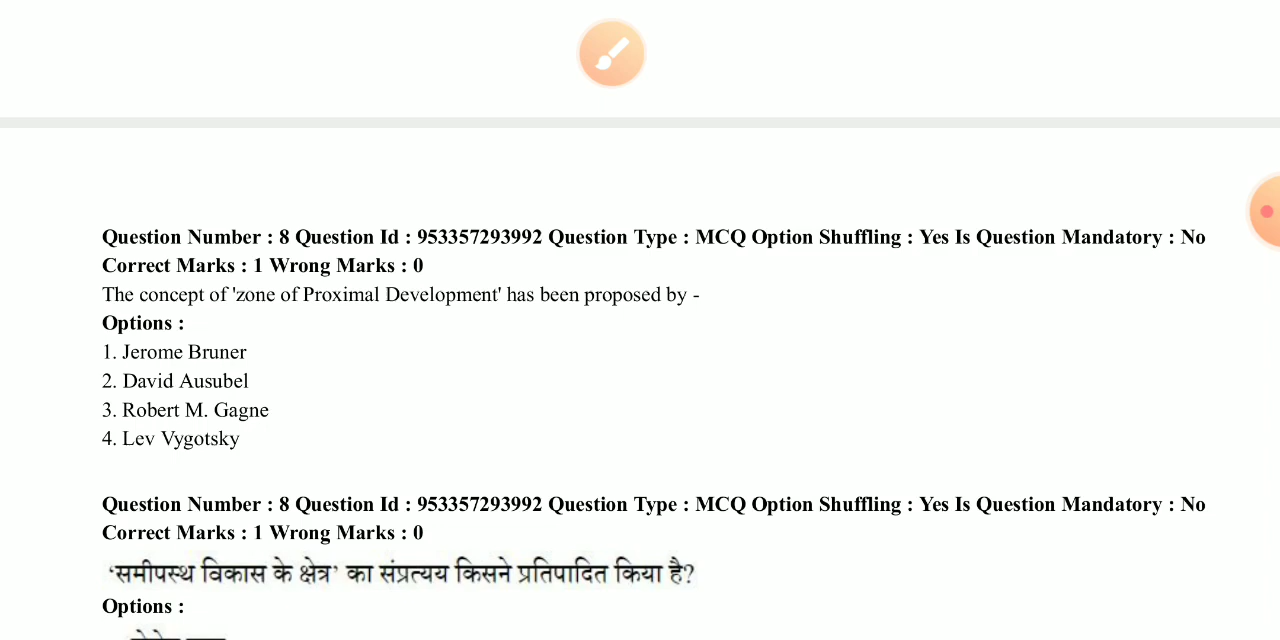 Question Number : 8 Question Id : 953357293992 Question Type : MCQ Option Shuffling : Yes Is Question Mandatory : No
Correct Marks : 1 Wrong Marks : 0
The concept of 'zone of Proximal Development' has been proposed by -
Options :
1. Jerome Bruner
2. David Ausubel
3. Robert M. Gagne
4. Lev Vygotsky
Question Number : 8 Question Id : 953357293992 Question Type : MCQ Option Shuffling : Yes Is Question Mandatory : No
Correct Marks : 1 Wrong Marks : 0
‘समीपस्थ विकास के क्षेत्र’ का संप्रत्यय किसने प्रतिपादित किया है?
Options :